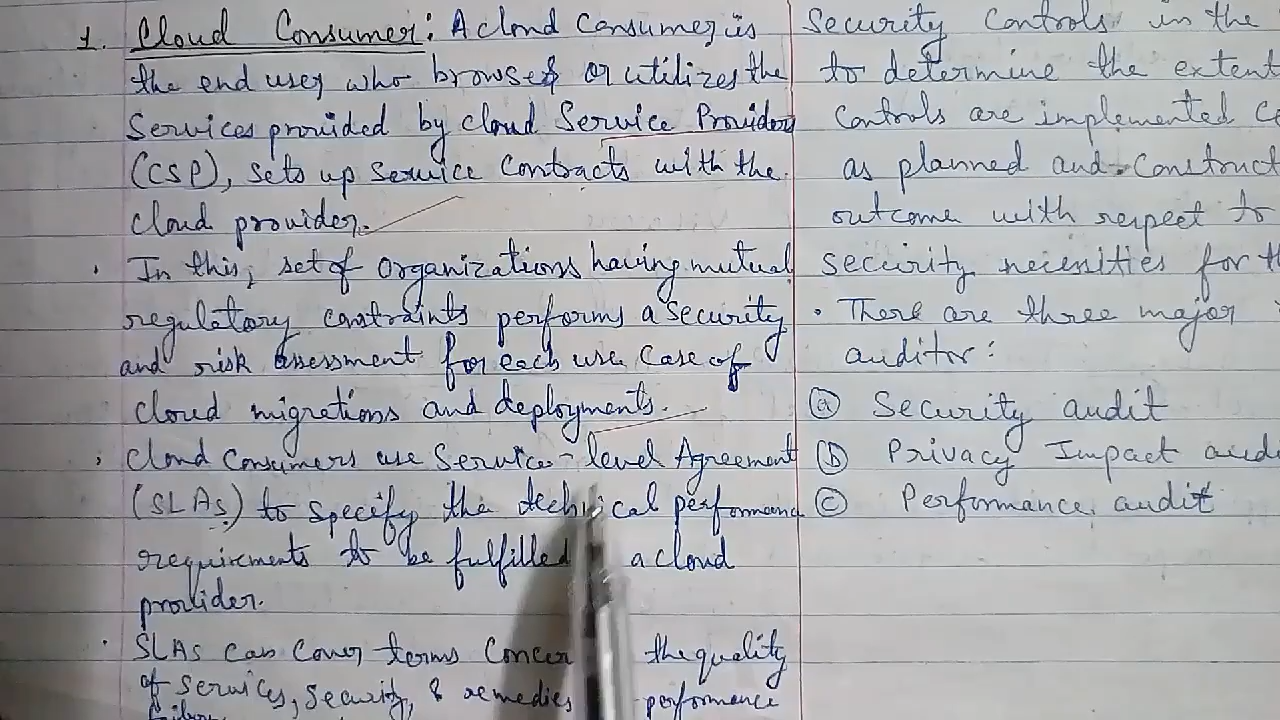 1. Cloud Consumer: A cloud Consumer is
the end user who browses or utilizes the
Services provided by cloud Service Provider
(CSP), sets up service contracts with the
cloud provider.
· In this, set of organizations having mutual
regulatory constraints performs a security
and risk assessment for each use case of
cloud migrations and deployments.
· Cloud Consumers use Service-level Agreement
(SLAs) to specify the technical performance
requirements to be fulfilled a cloud
provider.
· SLAs can cover terms Concer the quality
of services, security, & remedies performance
Security Controls in the
to determine the extent
controls are implemented
as planned and Construct
outcome with respect to
security necessities for
· There are three major
auditor:
(a) Security audit
(b) Privacy Impact
(c) Performance audit